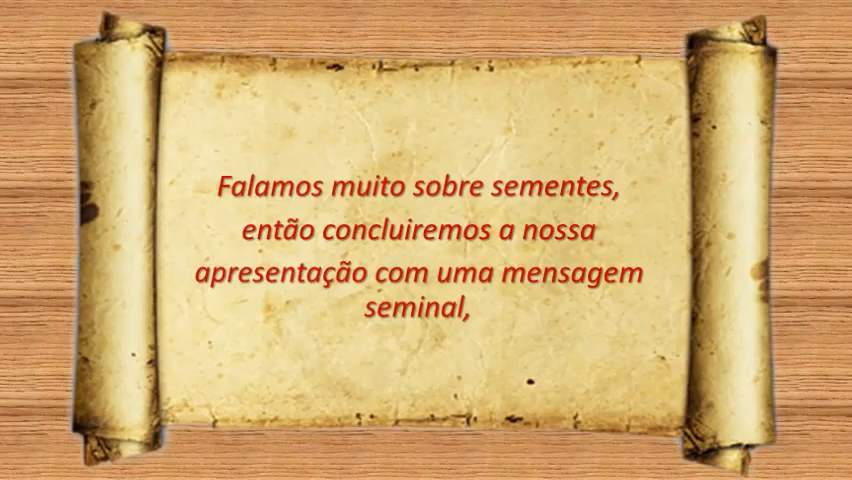 Falamos muito sobre sementes,
então concluiremos a nossa
apresentação com uma mensagem
seminal,